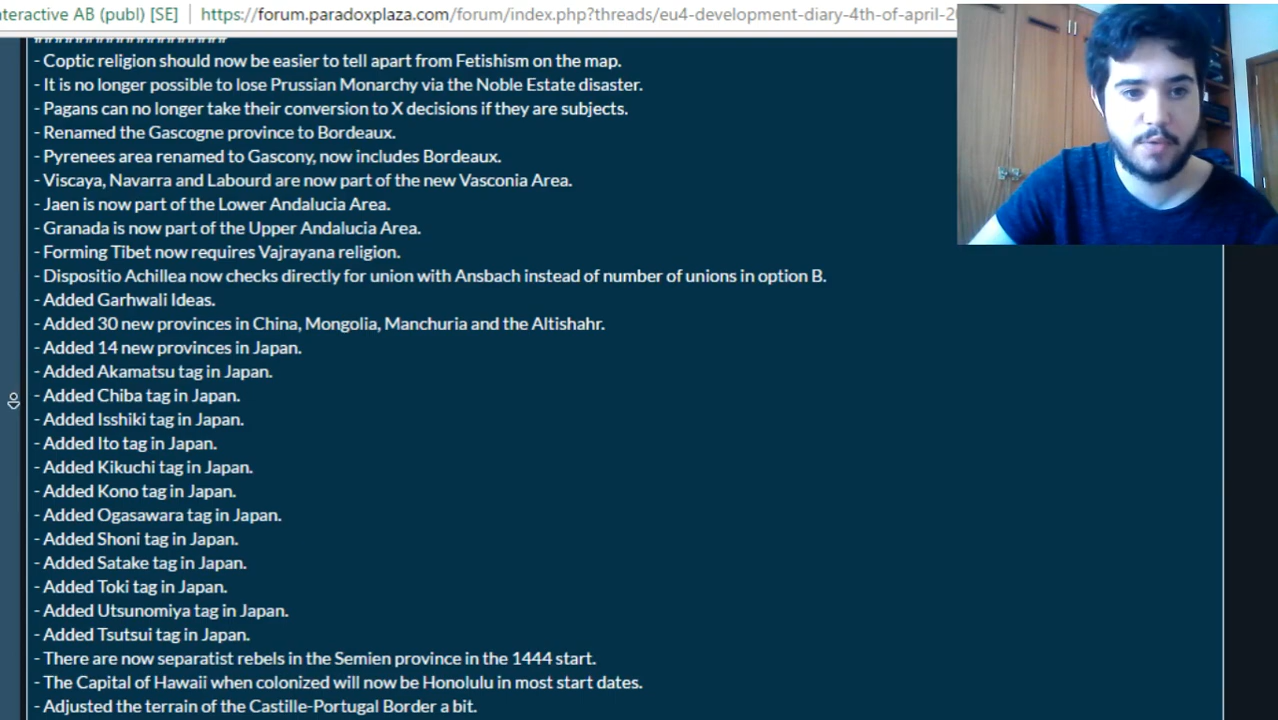 nteractive AB (publ) [SE] https://forum.paradoxplaza.com/forum/index.php?threads/eu4-development-diary-4th-of-april-2
####################
- Coptic religion should now be easier to tell apart from Fetishism on the map.
- It is no longer possible to lose Prussian Monarchy via the Noble Estate disaster.
- Pagans can no longer take their conversion to X decisions if they are subjects.
- Renamed the Gascogne province to Bordeaux.
- Pyrenees area renamed to Gascony, now includes Bordeaux.
- Viscaya, Navarra and Labourd are now part of the new Vasconia Area.
- Jaen is now part of the Lower Andalucia Area.
- Granada is now part of the Upper Andalucia Area.
- Forming Tibet now requires Vajrayana religion.
- Dispositio Achillea now checks directly for union with Ansbach instead of number of unions in option B.
- Added Garhwali Ideas.
- Added 30 new provinces in China, Mongolia, Manchuria and the Altishahr.
- Added 14 new provinces in Japan.
- Added Akamatsu tag in Japan.
- Added Chiba tag in Japan.
- Added Isshiki tag in Japan.
- Added Ito tag in Japan.
- Added Kikuchi tag in Japan.
- Added Kono tag in Japan.
- Added Ogasawara tag in Japan.
- Added Shoni tag in Japan.
- Added Satake tag in Japan.
- Added Toki tag in Japan.
- Added Utsunomiya tag in Japan.
- Added Tsutsui tag in Japan.
- There are now separatist rebels in the Semien province in the 1444 start.
- The Capital of Hawaii when colonized will now be Honolulu in most start dates.
- Adjusted the terrain of the Castille-Portugal Border a bit.